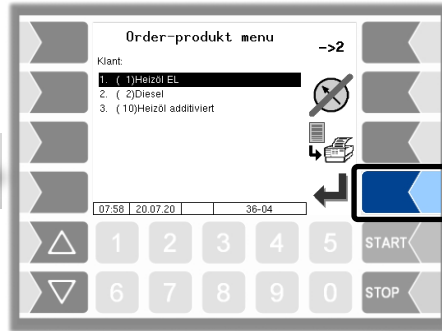 Order-produkt menu
->2
Klant:
1. ( 1)Heizöl EL
2. ( 2)Diesel
3. ( 10)Heizöl additiviert
07:58 20.07.20 36-04
1 2 3 4 5 START
6 7 8 9 0 STOP